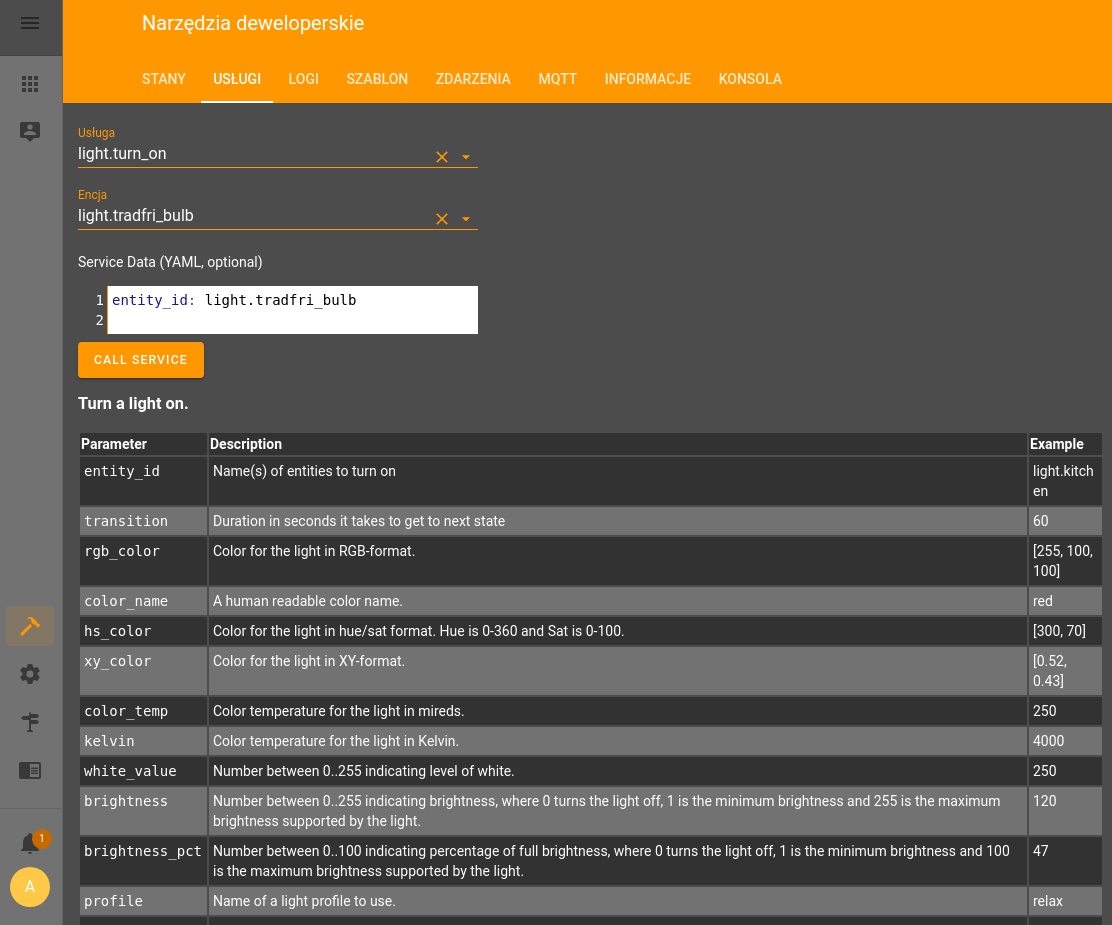 Narzędzia deweloperskie
STANY USŁUGI LOGI SZABLON ZDARZENIA MQTT INFORMACJE KONSOLA
Usługa
light.turn_on
Encja
light.tradfri_bulb
Service Data (YAML, optional)
1 entity_id: light.tradfri_bulb
2
CALL SERVICE
Turn a light on.
Parameter Description Example
entity_id Name(s) of entities to turn on light.kitch
en
transition Duration in seconds it takes to get to next state 60
rgb_color Color for the light in RGB-format. [255, 100,
100]
color_name A human readable color name. red
hs_color Color for the light in hue/sat format. Hue is 0-360 and Sat is 0-100. [300, 70]
xy_color Color for the light in XY-format. [0.52,
0.43]
color_temp Color temperature for the light in mireds. 250
kelvin Color temperature for the light in Kelvin. 4000
white_value Number between 0..255 indicating level of white. 250
brightness Number between 0..255 indicating brightness, where 0 turns the light off, 1 is the minimum brightness and 255 is the maximum 120
brightness supported by the light.
brightness_pct Number between 0..100 indicating percentage of full brightness, where 0 turns the light off, 1 is the minimum brightness and 100 47
is the maximum brightness supported by the light.
profile Name of a light profile to use. relax
1
A